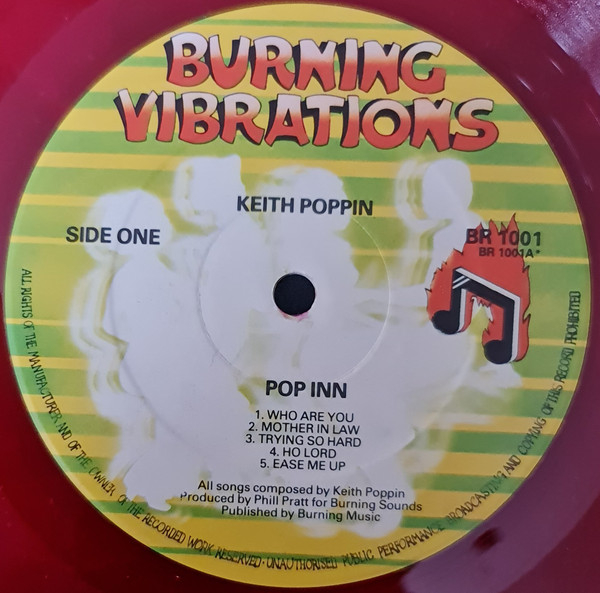 BURNING
VIBRATIONS
KEITH POPPIN
SIDE ONE
BR 1001
BR 1001A*
POP INN
1. WHO ARE YOU
2. MOTHER IN LAW
3. TRYING SO HARD
4. HO LORD
5. EASE ME UP
All songs composed by Keith Poppin
Produced by Phill Pratt for Burning Sounds
Published by Burning Music
ALL RIGHTS OF THE MANUFACTURER AND OF THE OWNER OF THE RECORDED WORK RESERVED · UNAUTHORISED PUBLIC PERFORMANCE BROADCASTING AND COPYING OF THIS RECORD PROHIBITED